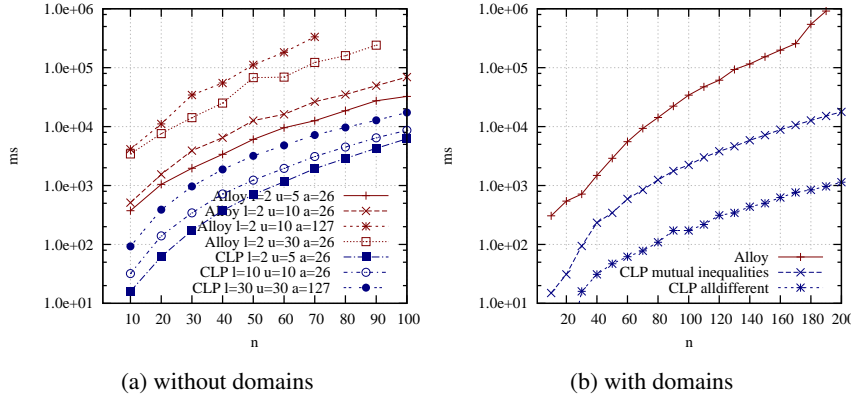 1.0e+06
1.0e+05
1.0e+04
1.0e+03
1.0e+02
1.0e+01
ms
Alloy l=2 u=5 a=26
Alloy l=2 u=10 a=26
Alloy l=2 u=10 a=127
Alloy l=2 u=30 a=26
CLP l=2 u=5 a=26
CLP l=10 u=10 a=26
CLP l=30 u=30 a=127
10 20 30 40 50 60 70 80 90 100
n
(a) without domains
1.0e+06
1.0e+05
1.0e+04
1.0e+03
1.0e+02
1.0e+01
ms
Alloy
CLP mutual inequalities
CLP alldifferent
20 40 60 80 100 120 140 160 180 200
n
(b) with domains